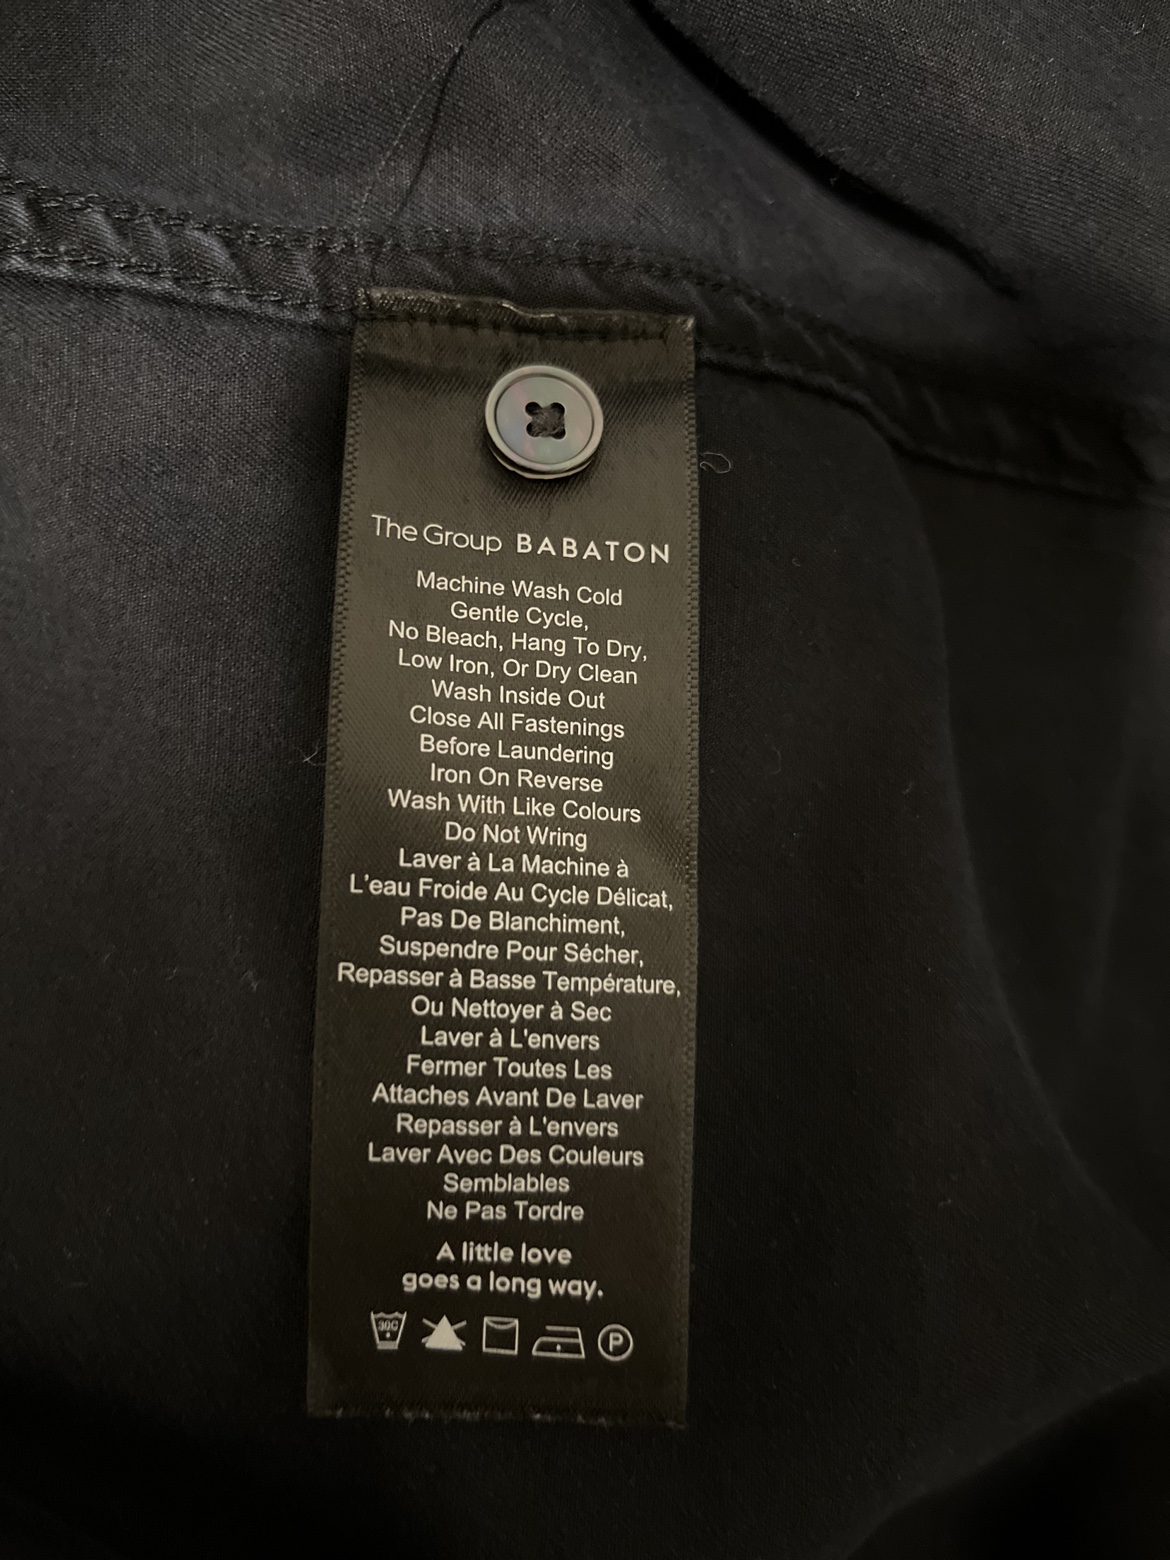 The Group BABATON
Machine Wash Cold
Gentle Cycle,
No Bleach, Hang To Dry,
Low Iron, Or Dry Clean
Wash Inside Out
Close All Fastenings
Before Laundering
Iron On Reverse
Wash With Like Colours
Do Not Wring
Laver à La Machine à
L'eau Froide Au Cycle Délicat,
Pas De Blanchiment,
Suspendre Pour Sécher,
Repasser à Basse Température,
Ou Nettoyer à Sec
Laver à L'envers
Fermer Toutes Les
Attaches Avant De Laver
Repasser à L'envers
Laver Avec Des Couleurs
Semblables
Ne Pas Tordre
A little love
goes a long way.
30C P